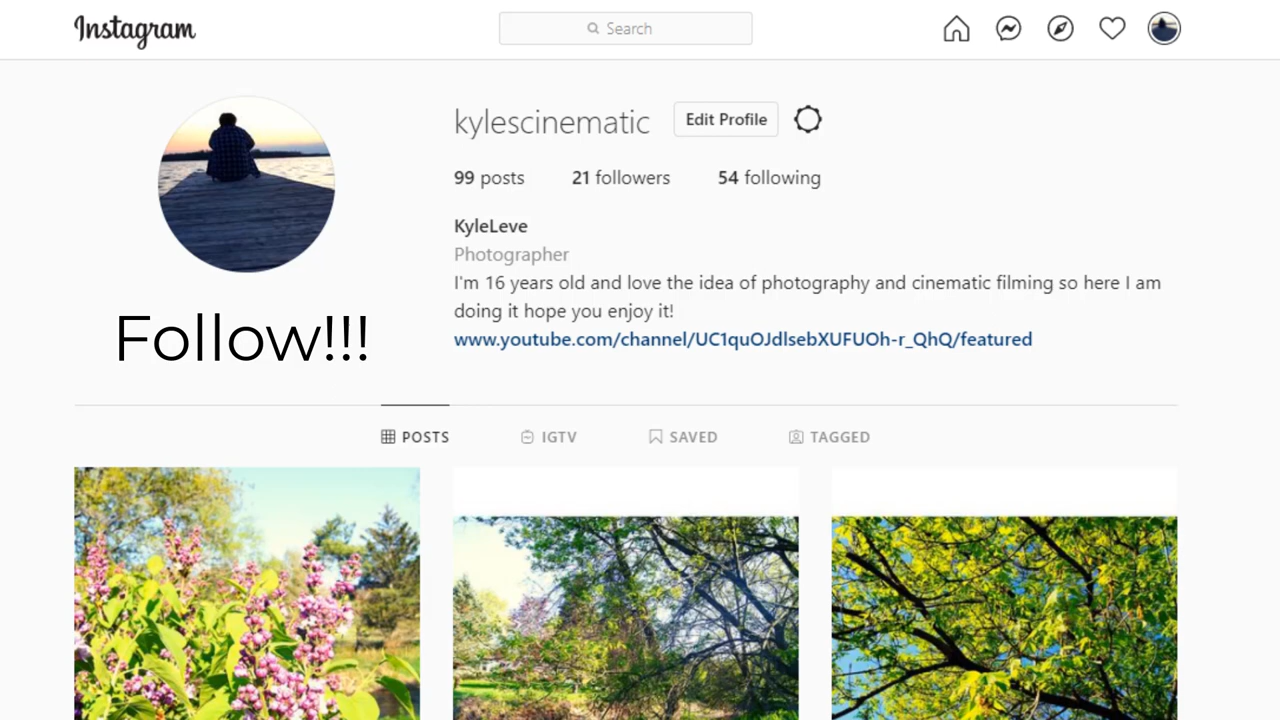 Instagram
Search
kylescinematic
Edit Profile
99 posts 21 followers 54 following
KyleLeve
Photographer
I'm 16 years old and love the idea of photography and cinematic filming so here I am
doing it hope you enjoy it!
www.youtube.com/channel/UC1quOJdlsebXUFUOh-r_QhQ/featured
Follow!!!
POSTS IGTV SAVED TAGGED